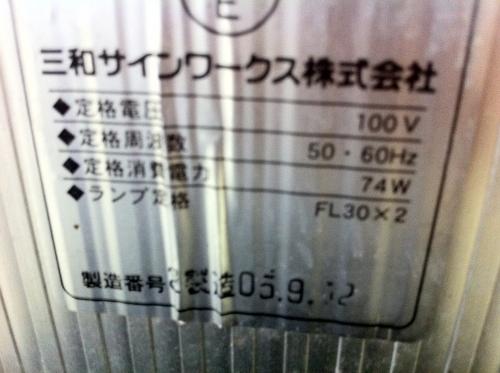 E
三和サインワークス株式会社
◆定格電圧 100V
◆定格周波数 50・60Hz
◆定格消費電力 74W
◆ランプ定格 FL30×2
製造番号 製造05.9.12